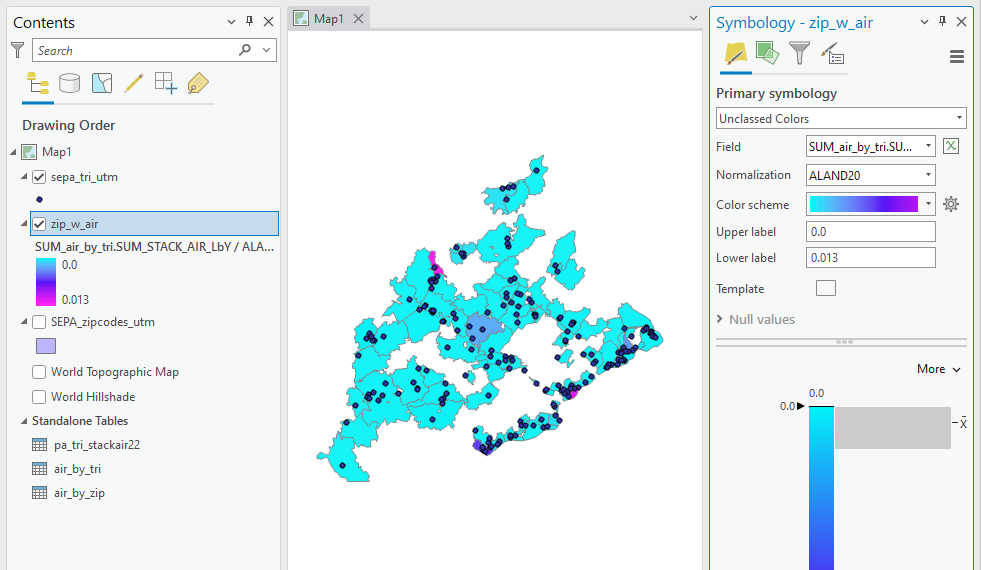 Contents
Search
Drawing Order
Map1
sepa_tri_utm
zip_w_air
SUM_air_by_tri.SUM_STACK_AIR_LbY / ALA...
0.0
0.013
SEPA_zipcodes_utm
World Topographic Map
World Hillshade
Standalone Tables
pa_tri_stackair22
air_by_tri
air_by_zip
Map1
Symbology - zip_w_air
Primary symbology
Unclassed Colors
Field
SUM_air_by_tri.SU...
Normalization
ALAND20
Color scheme
Upper label
0.0
Lower label
0.013
Template
Null values
More
0.0
0.0
x̄